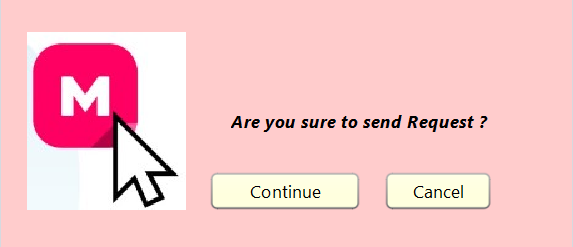 M
Are you sure to send Request ?
Continue
Cancel